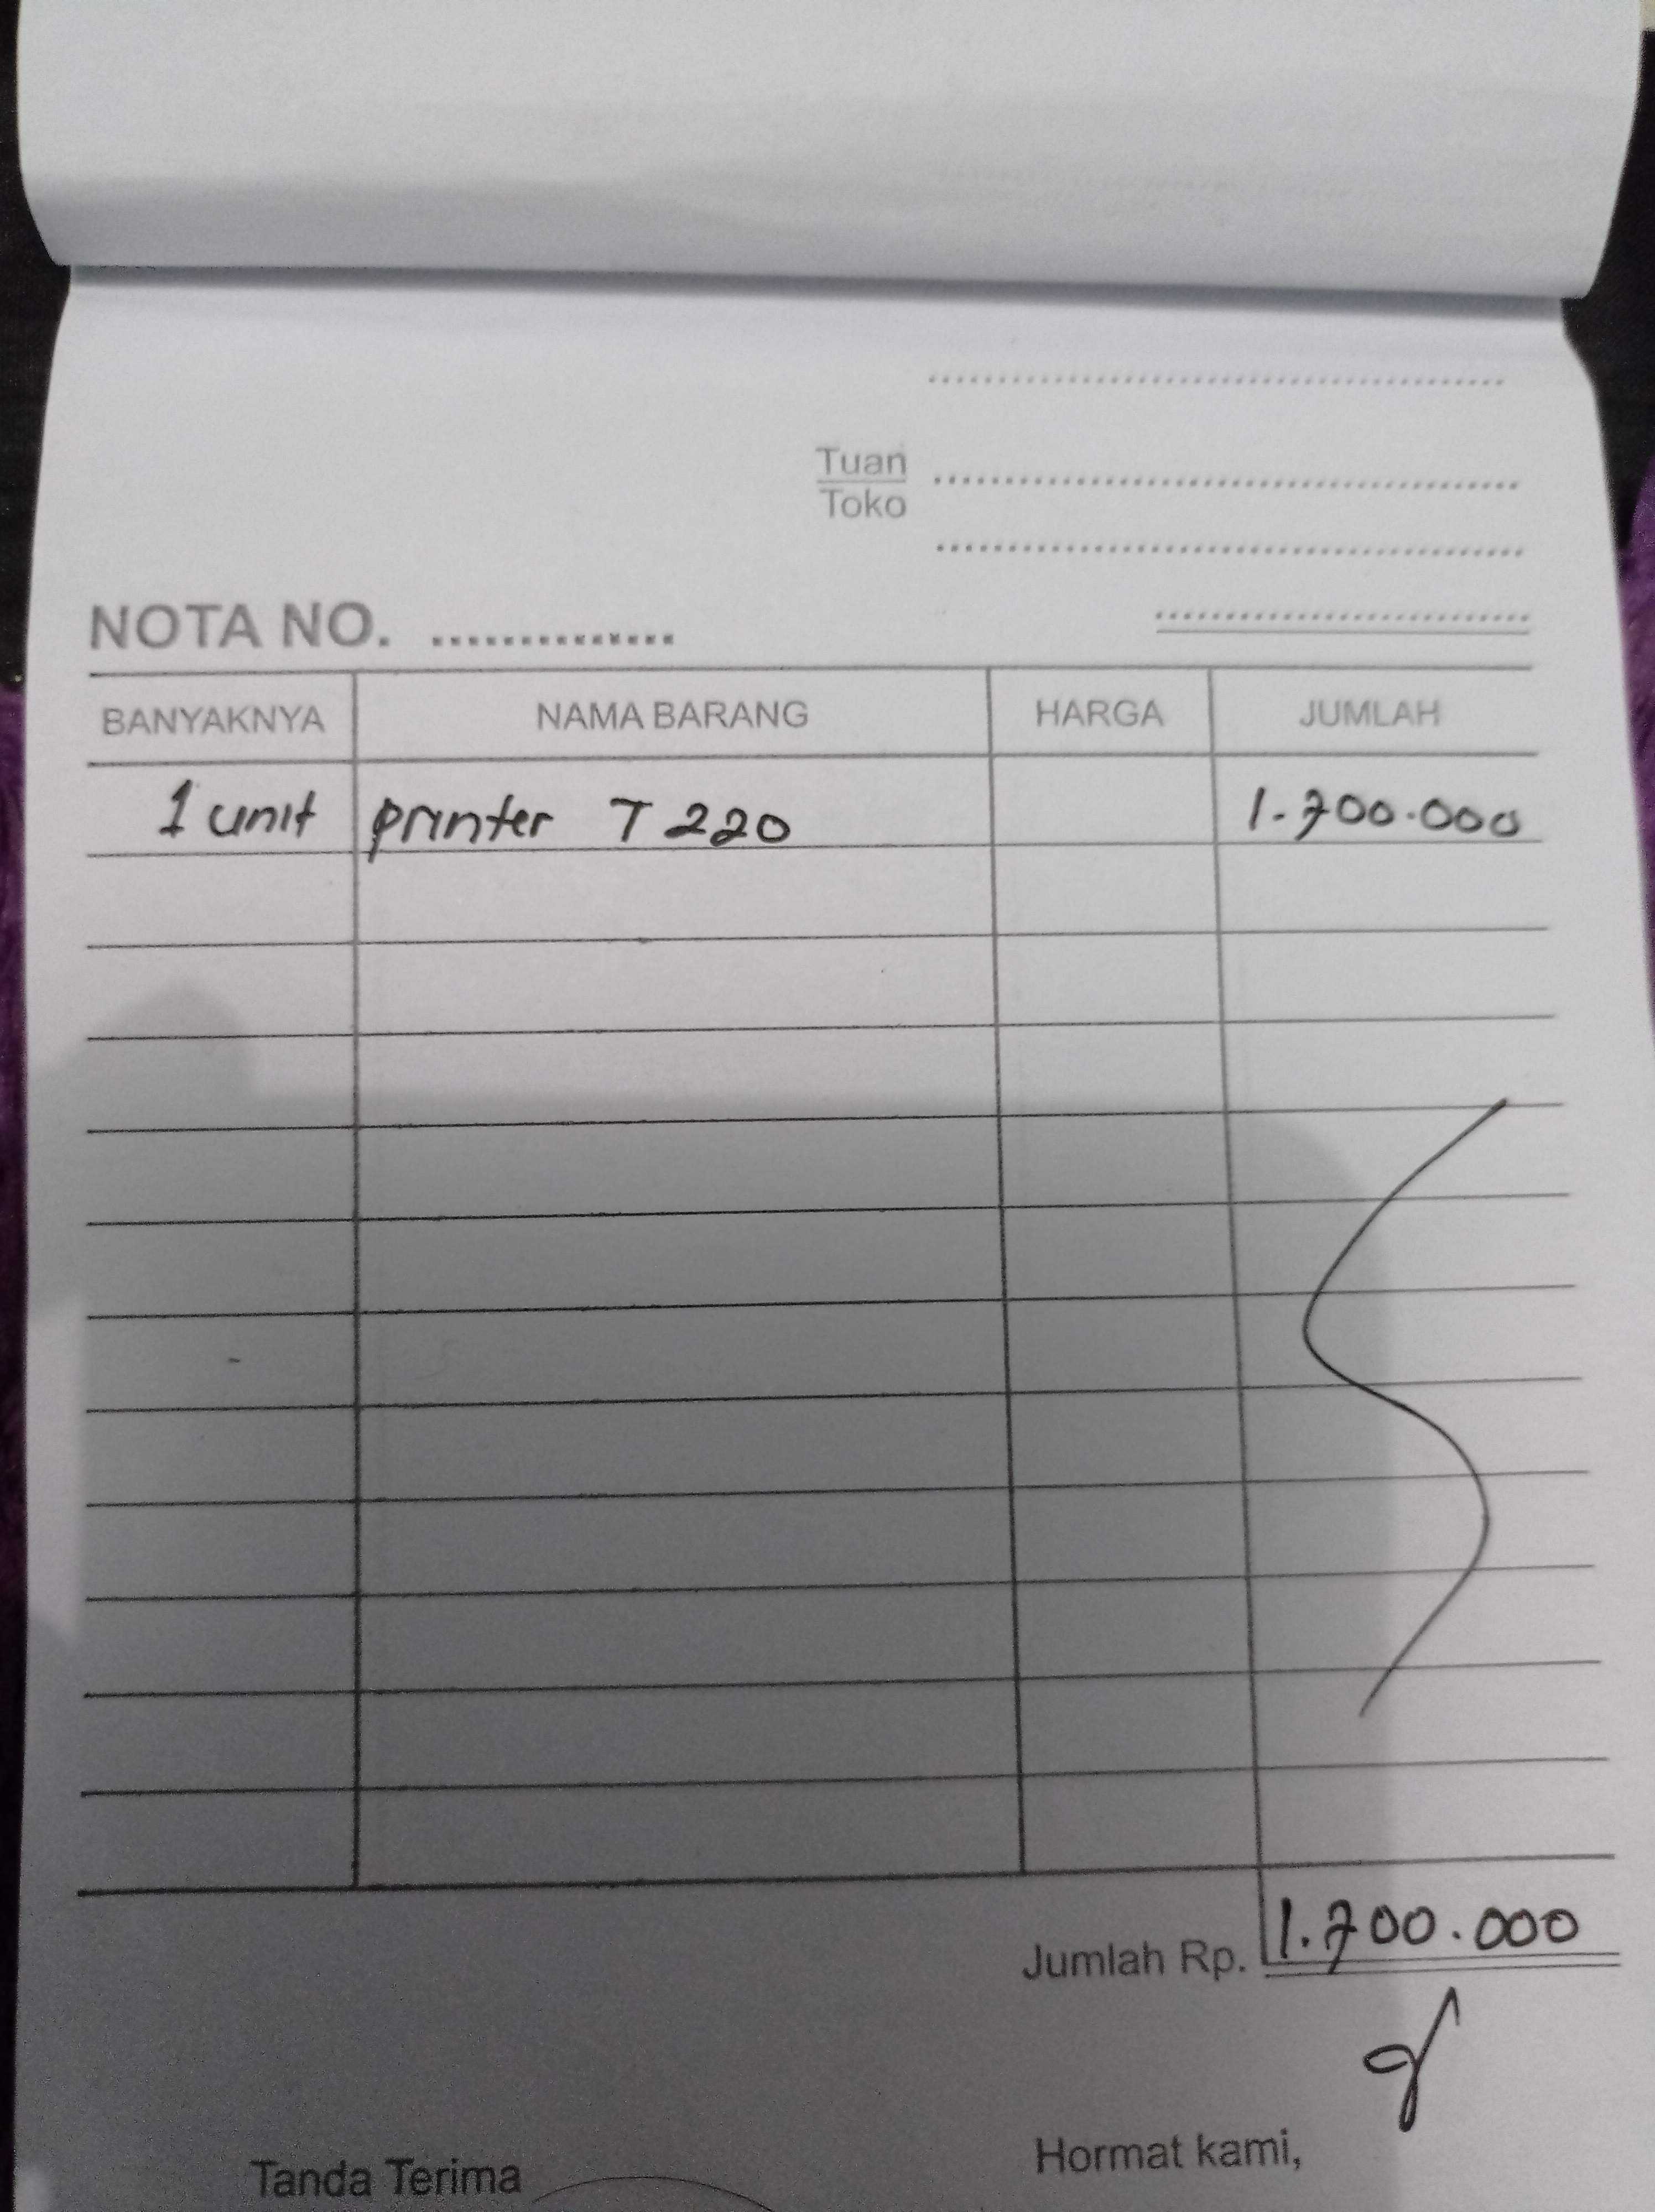 Tuan
Toko
NOTA NO. ..............
BANYAKNYA NAMA BARANG HARGA JUMLAH
1 unit printer T 220 1.700.000
Jumlah Rp. 1.700.000
Hormat kami,
Tanda Terima